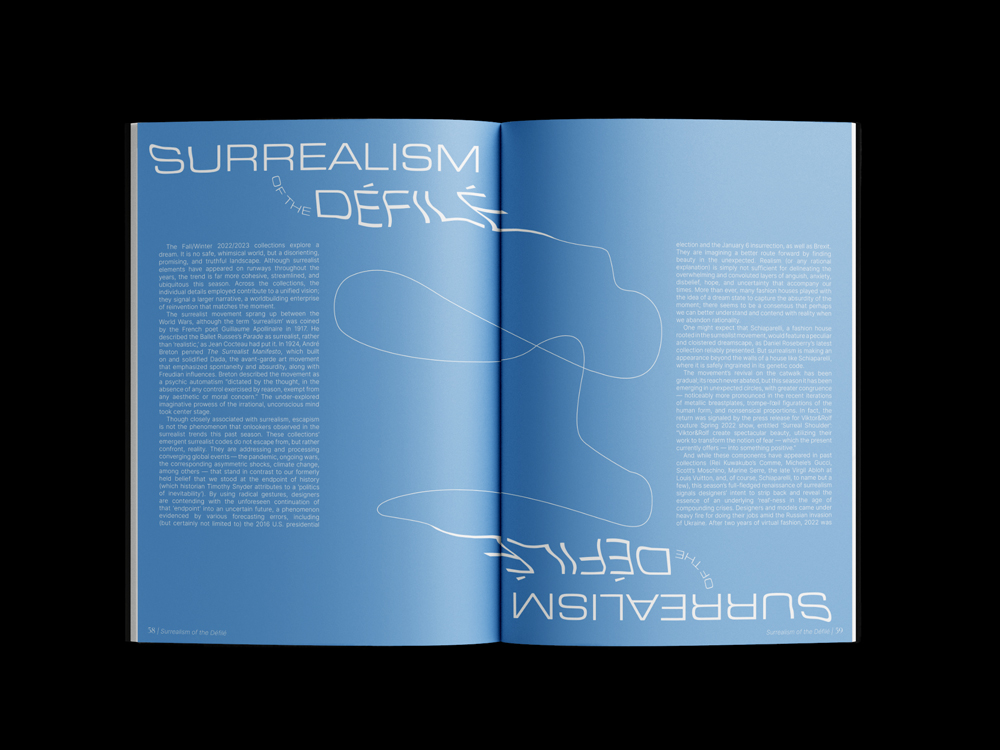 SURREALISM
OF THE
DÉFILÉ
The Fall/Winter 2022/2023 collections explore a
dream. It is no safe, whimsical world, but a disorienting,
promising, and truthful landscape. Although surrealist
elements have appeared on runways throughout the
years, the trend is far more cohesive, streamlined, and
ubiquitous this season. Across the collections, the
individual details employed contribute to a unified vision;
they signal a larger narrative, a worldbuilding enterprise
of reinvention that matches the moment.
The surrealist movement sprang up between the
World Wars, although the term 'surrealism' was coined
by the French poet Guillaume Apollinaire in 1917. He
described the Ballet Russes's Parade as surrealist, rather
than 'realistic,' as Jean Cocteau had put it. In 1924, André
Breton penned The Surrealist Manifesto, which built
on and solidified Dada, the avant-garde art movement
that emphasized spontaneity and absurdity, along with
Freudian influences. Breton described the movement as
a psychic automatism "dictated by the thought, in the
absence of any control exercised by reason, exempt from
any aesthetic or moral concern." The under-explored
imaginative prowess of the irrational, unconscious mind
took center stage.
Though closely associated with surrealism, escapism
is not the phenomenon that onlookers observed in the
surrealist trends this past season. These collections'
emergent surrealist codes do not escape from, but rather
confront, reality. They are addressing and processing
converging global events — the pandemic, ongoing wars,
the corresponding asymmetric shocks, climate change,
among others — that stand in contrast to our formerly
held belief that we stood at the endpoint of history
(which historian Timothy Snyder attributes to a 'politics
of inevitability'). By using radical gestures, designers
are contending with the unforeseen continuation of
that 'endpoint' into an uncertain future, a phenomenon
evidenced by various forecasting errors, including
(but certainly not limited to) the 2016 U.S. presidential
58 | Surrealism of the Défilé
election and the January 6 insurrection, as well as Brexit.
They are imagining a better route forward by finding
beauty in the unexpected. Realism (or any rational
explanation) is simply not sufficient for delineating the
overwhelming and convoluted layers of anguish, anxiety,
disbelief, hope, and uncertainty that accompany our
times. More than ever, many fashion houses played with
the idea of a dream state to capture the absurdity of the
moment; there seems to be a consensus that perhaps
we can better understand and contend with reality when
we abandon rationality.
One might expect that Schiaparelli, a fashion house
rooted in the surrealist movement, would feature a peculiar
and cloistered dreamscape, as Daniel Roseberry's latest
collection reliably presented. But surrealism is making an
appearance beyond the walls of a house like Schiaparelli,
where it is safely ingrained in its genetic code.
The movement's revival on the catwalk has been
gradual, its reach never abated, but this season it has been
emerging in unexpected circles, with greater congruence
— noticeably more pronounced in the recent iterations
of metallic breastplates, trompe-l'œil figurations of the
human form, and nonsensical proportions. In fact, the
return was signaled by the press release for Viktor&Rolf
couture Spring 2022 show, entitled 'Surreal Shoulder':
"Viktor&Rolf create spectacular beauty, utilizing their
work to transform the notion of fear — which the present
currently offers — into something positive."
And while these components have appeared in past
collections (Rei Kuwakubo's Comme, Michele's Gucci,
Scott's Moschino, Marine Serre, the late Virgil Abloh at
Louis Vuitton, and, of course, Schiaparelli, to name but a
few), this season's full-fledged renaissance of surrealism
signals designers' intent to strip back and reveal the
essence of an underlying 'real'-ness in the age of
compounding crises. Designers and models came under
heavy fire for doing their jobs amidst the Russian invasion
of Ukraine. After two years of virtual fashion, 2022 was
DÉFILÉ
OF THE
SURREALISM
Surrealism of the Défilé | 59